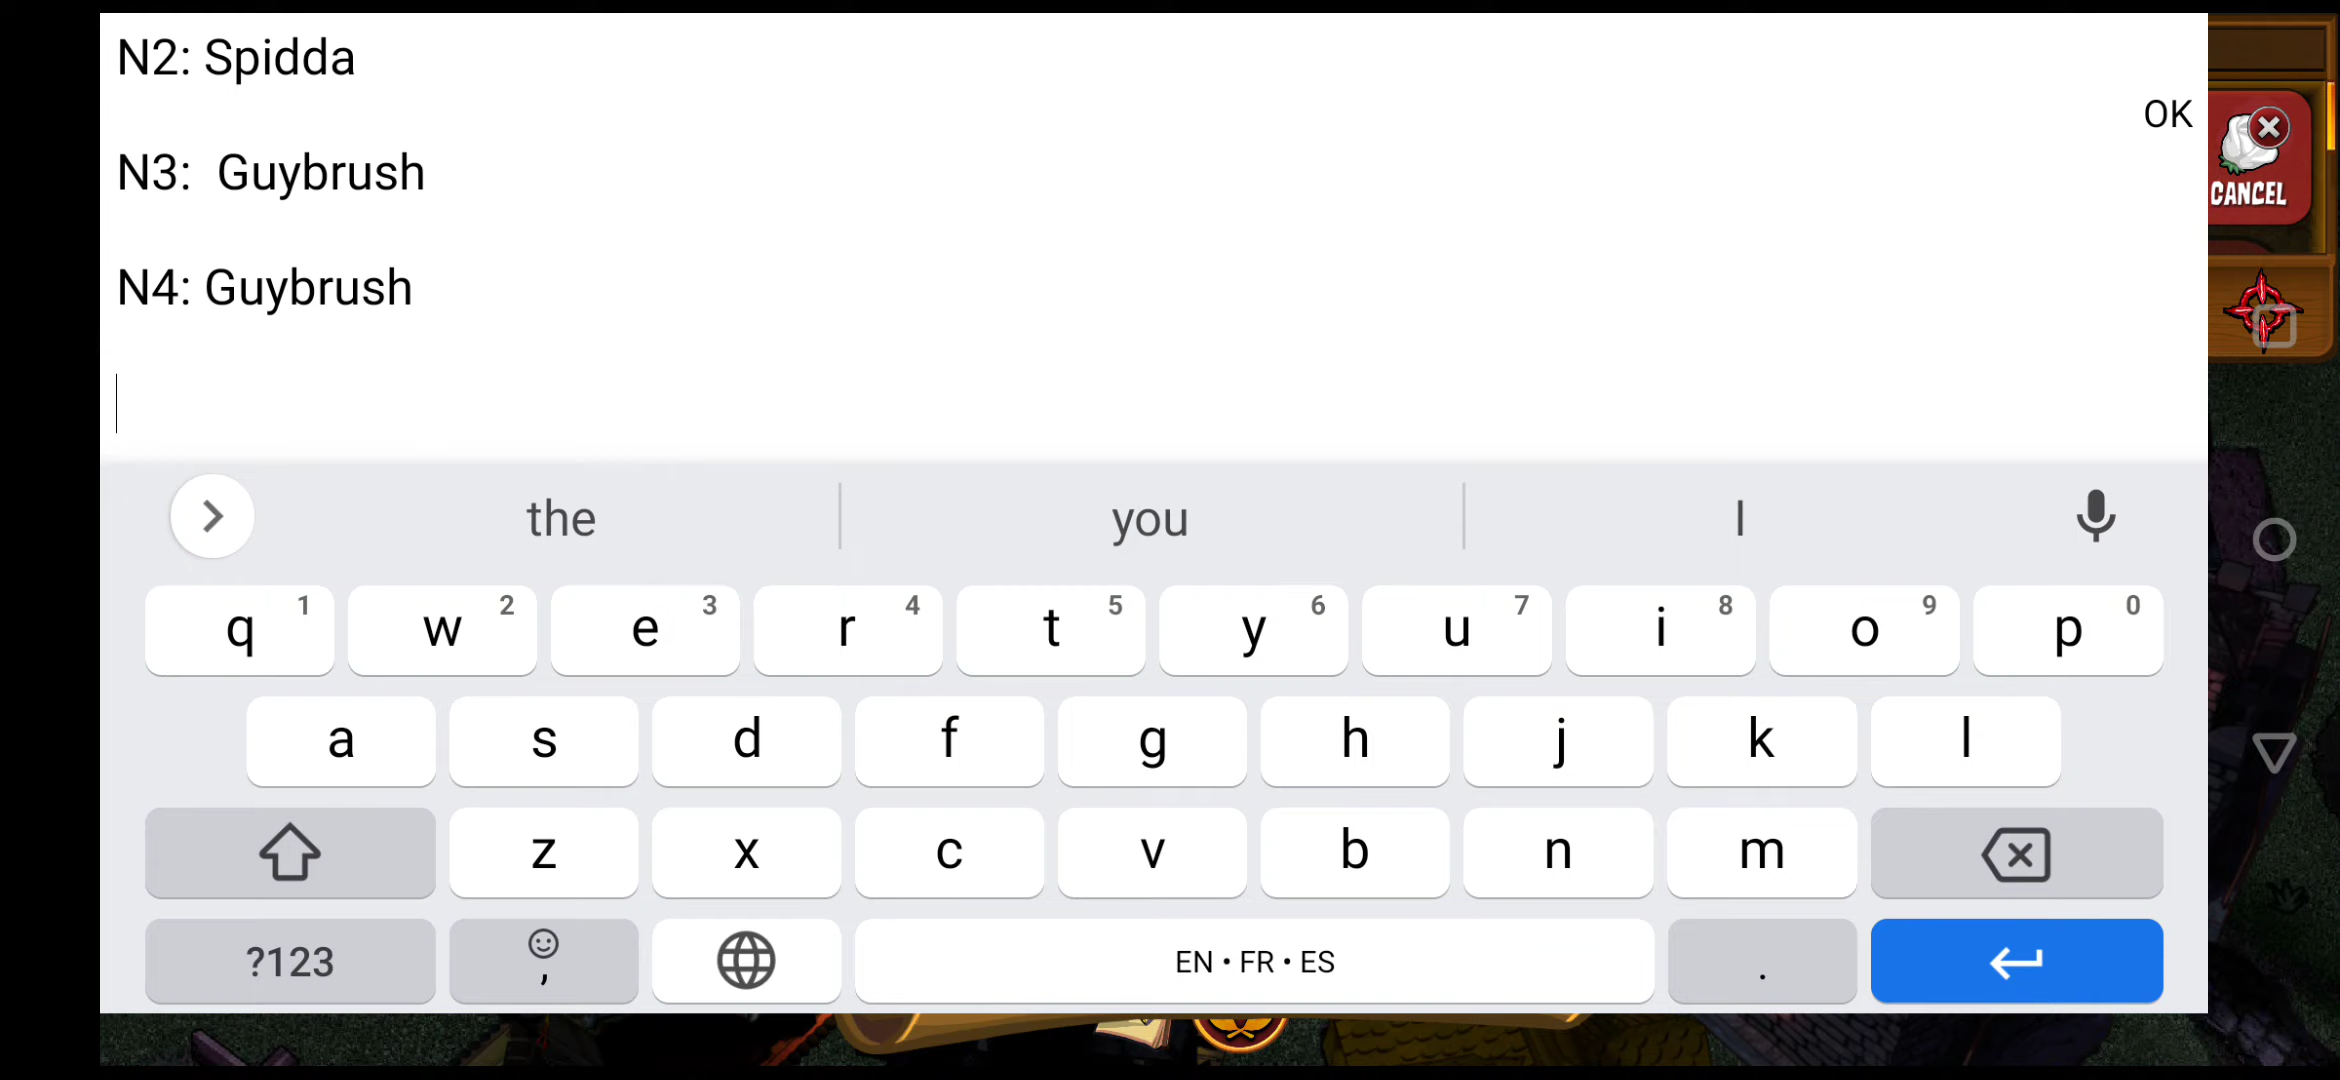 N2: Spidda
OK
N3:  Guybrush
CANCEL
N4: Guybrush
the you I
q 1 w 2 e 3 r 4 t 5 y 6 u 7 i 8 o 9 p 0
a s d f g h j k l
z x c v b n m
?123 , EN • FR • ES .